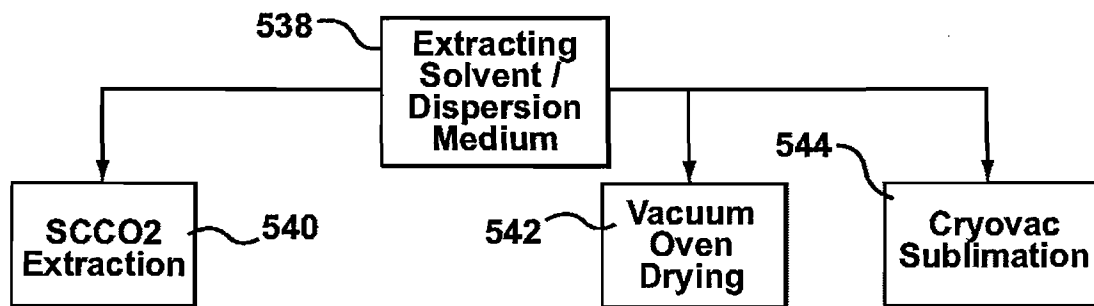 538
Extracting
Solvent /
Dispersion
Medium
544
SCCO2
Extraction
540
542
Vacuum
Oven
Drying
Cryovac
Sublimation